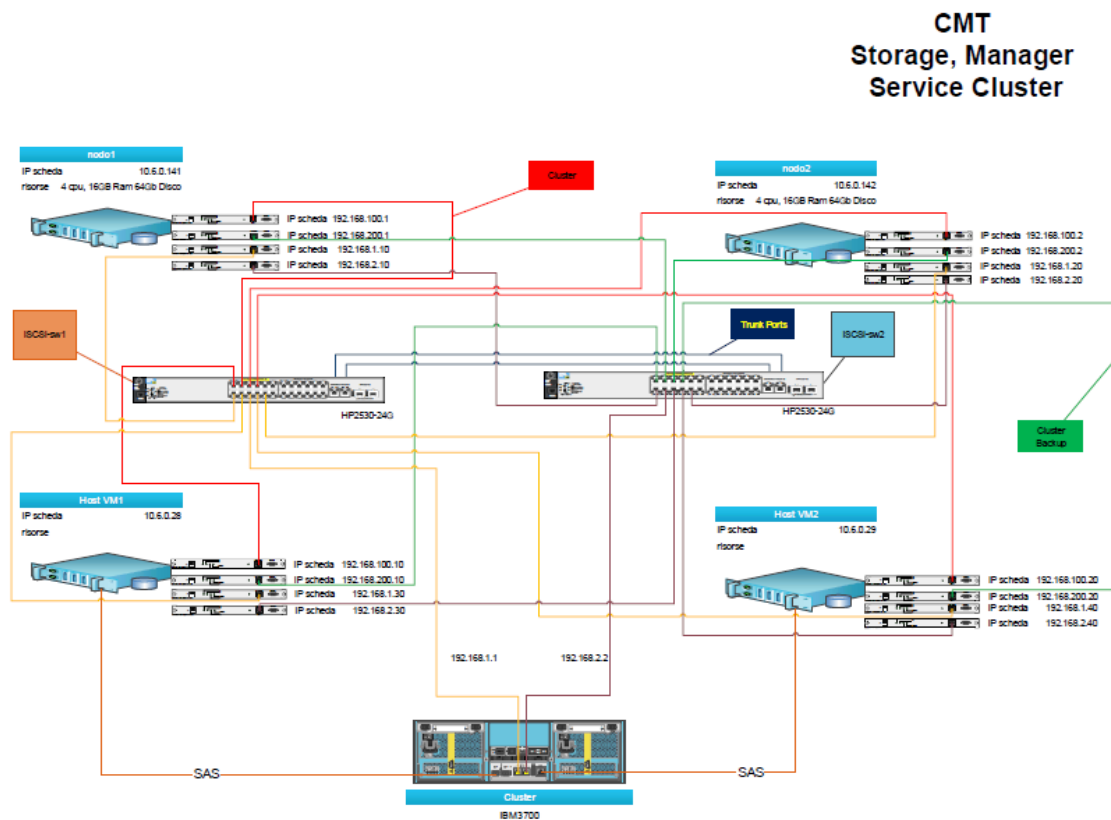 CMT
Storage, Manager
Service Cluster
nodo1
IP scheda 10.6.0.141
risorse 4 cpu, 16GB Ram 64Gb Disco
IP scheda 192.168.100.1
IP scheda 192.168.200.1
IP scheda 192.168.1.10
IP scheda 192.168.2.10
Cluster
nodo2
IP scheda 10.6.0.142
risorse 4 cpu, 16GB Ram 64Gb Disco
IP scheda 192.168.100.2
IP scheda 192.168.200.2
IP scheda 192.168.1.20
IP scheda 192.168.2.20
ISCSI-sw1
Trunk Ports
ISCSI-sw2
HP2530-24G
HP2530-24G
Cluster
Backup
Host VM1
IP scheda 10.6.0.28
risorse
IP scheda 192.168.100.10
IP scheda 192.168.200.10
IP scheda 192.168.1.30
IP scheda 192.168.2.30
Host VM2
IP scheda 10.6.0.29
risorse
IP scheda 192.168.100.20
IP scheda 192.168.200.20
IP scheda 192.168.1.40
IP scheda 192.168.2.40
192.168.1.1
192.168.2.2
SAS
SAS
Cluster
IBM3700